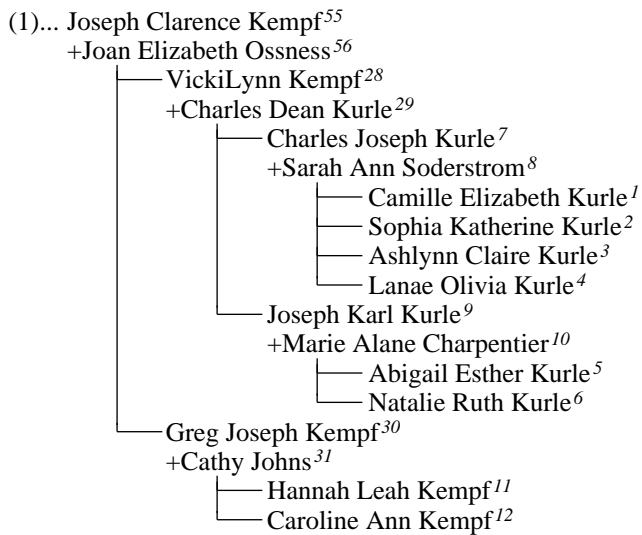 (1)... Joseph Clarence Kempf55
+Joan Elizabeth Ossness56
VickiLynn Kempf28
+Charles Dean Kurle29
Charles Joseph Kurle7
+Sarah Ann Soderstrom8
Camille Elizabeth Kurle1
Sophia Katherine Kurle2
Ashlynn Claire Kurle3
Lanae Olivia Kurle4
Joseph Karl Kurle9
+Marie Alane Charpentier10
Abigail Esther Kurle5
Natalie Ruth Kurle6
Greg Joseph Kempf30
+Cathy Johns31
Hannah Leah Kempf11
Caroline Ann Kempf12